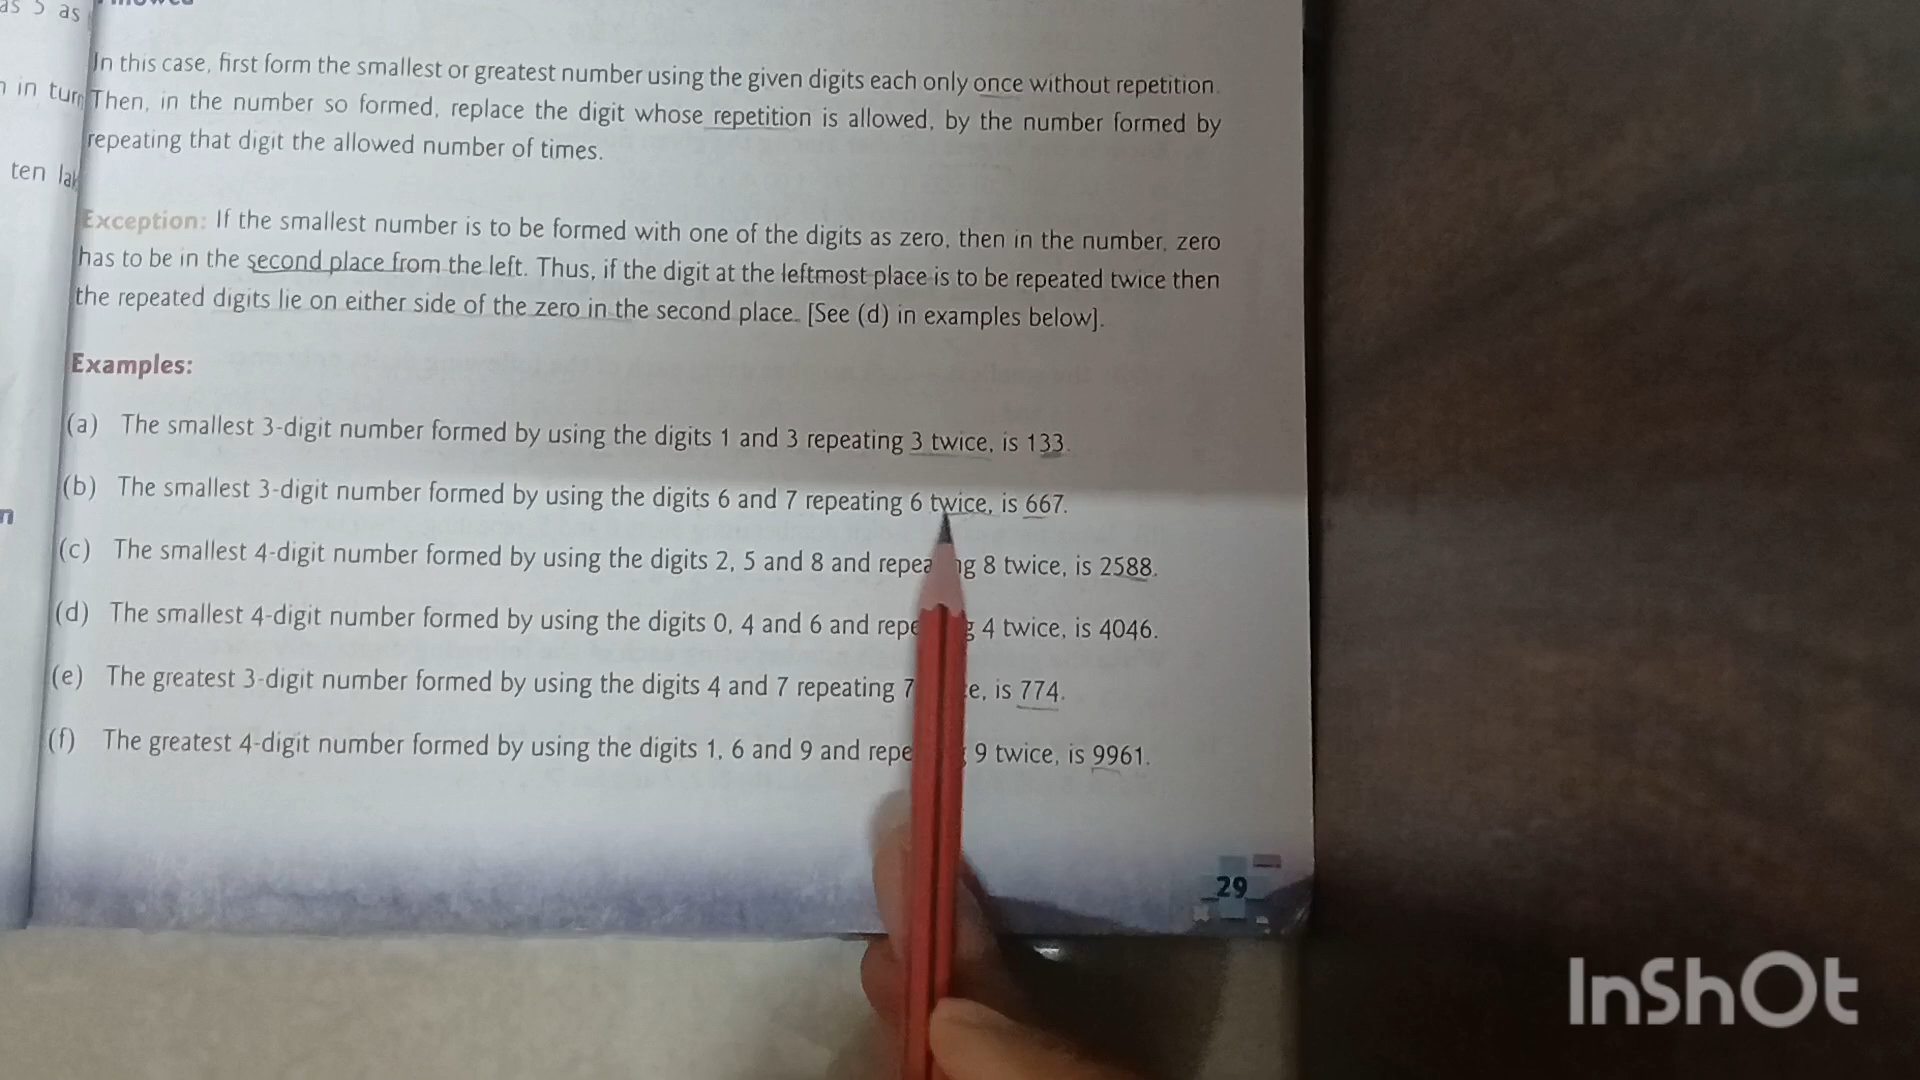 as 5 as
In this case, first form the smallest or greatest number using the given digits each only once without repetition.
in turn
Then, in the number so formed, replace the digit whose repetition is allowed, by the number formed by
repeating that digit the allowed number of times.
ten
Exception: If the smallest number is to be formed with one of the digits as zero, then in the number, zero
has to be in the second place from the left. Thus, if the digit at the leftmost place is to be repeated twice then
the repeated digits lie on either side of the zero in the second place. [See (d) in examples below].
Examples:
(a) The smallest 3-digit number formed by using the digits 1 and 3 repeating 3 twice, is 133.
(b) The smallest 3-digit number formed by using the digits 6 and 7 repeating 6 twice, is 667.
(c) The smallest 4-digit number formed by using the digits 2, 5 and 8 and repea ng 8 twice, is 2588.
(d) The smallest 4-digit number formed by using the digits 0, 4 and 6 and repe g 4 twice, is 4046.
(e) The greatest 3-digit number formed by using the digits 4 and 7 repeating 7 e, is 774.
(f) The greatest 4-digit number formed by using the digits 1, 6 and 9 and repe 9 twice, is 9961.
29
InShOt